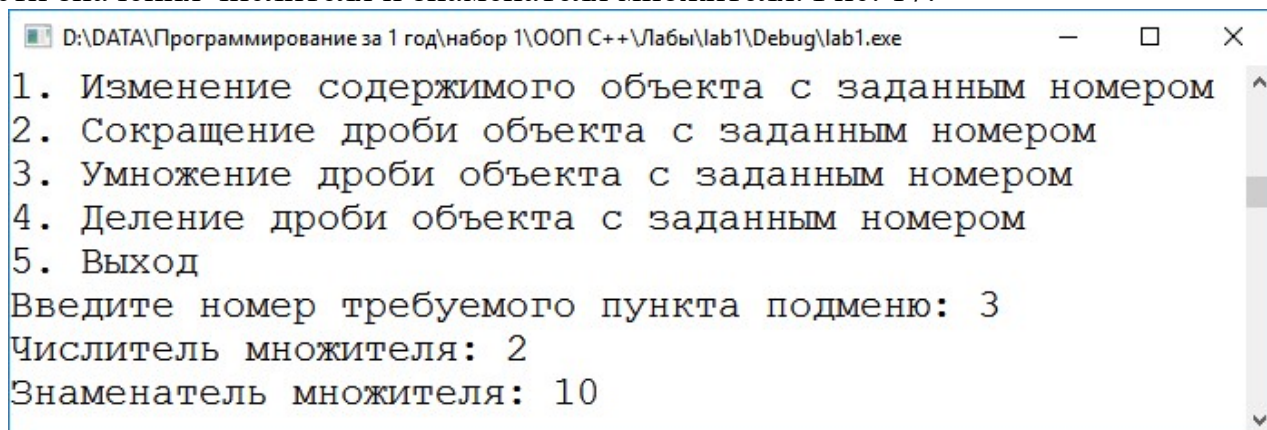 D:\DATA\Программирование за 1 год\набор 1\ООП C++\Лабы\lab1\Debug\lab1.exe
1. Изменение содержимого объекта с заданным номером
2. Сокращение дроби объекта с заданным номером
3. Умножение дроби объекта с заданным номером
4. Деление дроби объекта с заданным номером
5. Выход
Введите номер требуемого пункта подменю: 3
Числитель множителя: 2
Знаменатель множителя: 10